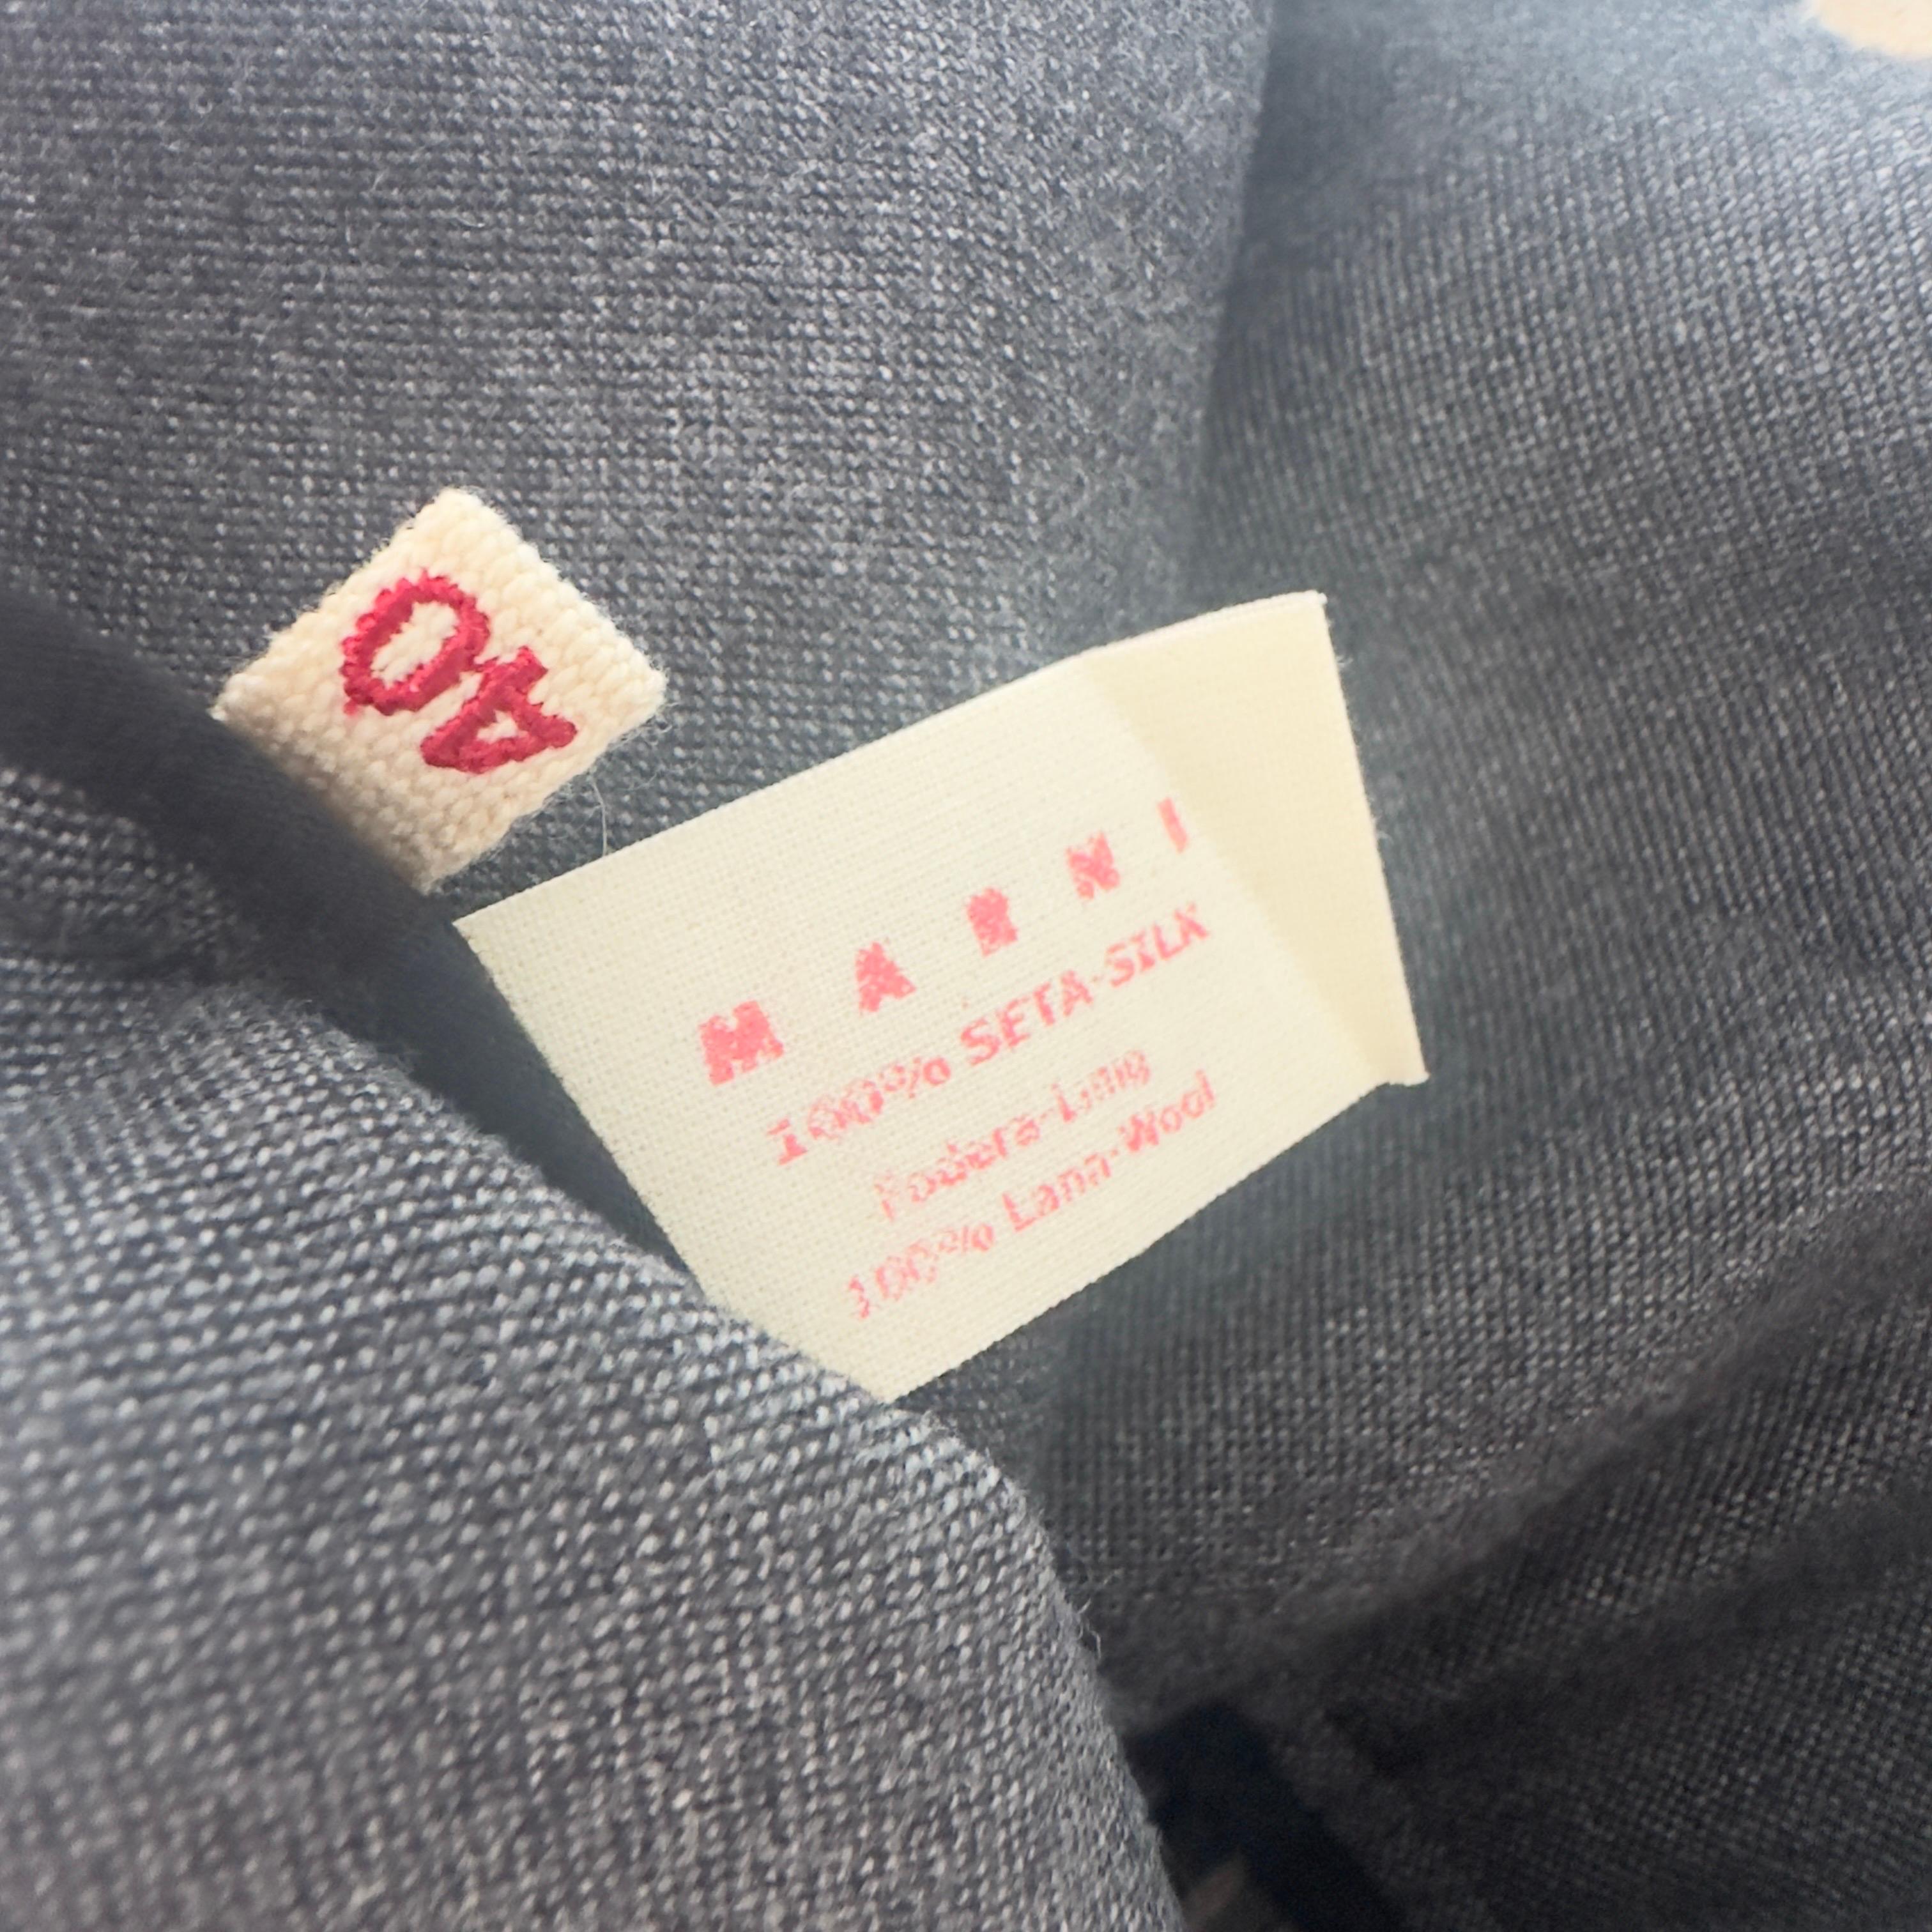 40
MARNI
100% SETA-SILK
Fodera-Lining
100% Lana-Wool